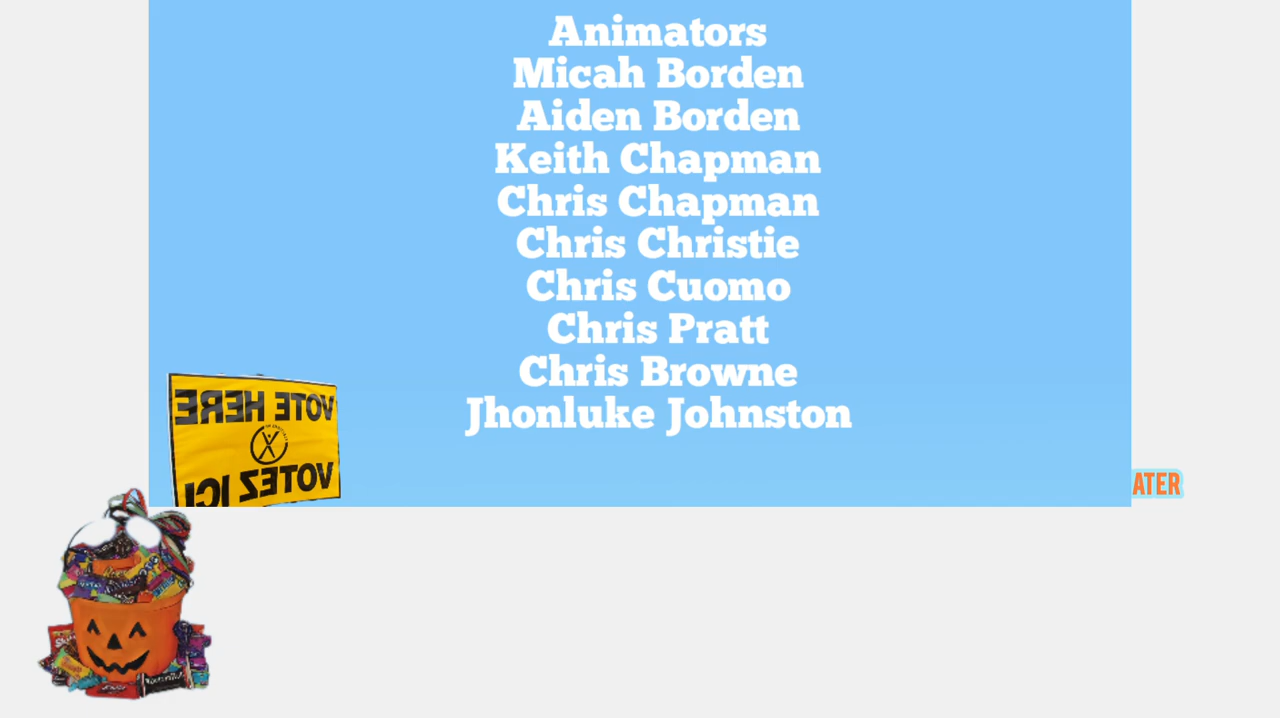 Animators
Micah Borden
Aiden Borden
Keith Chapman
Chris Chapman
Chris Christie
Chris Cuomo
Chris Pratt
Chris Browne
Jhonluke Johnston
VOTE HERE
VOTEZ ICI
ATER